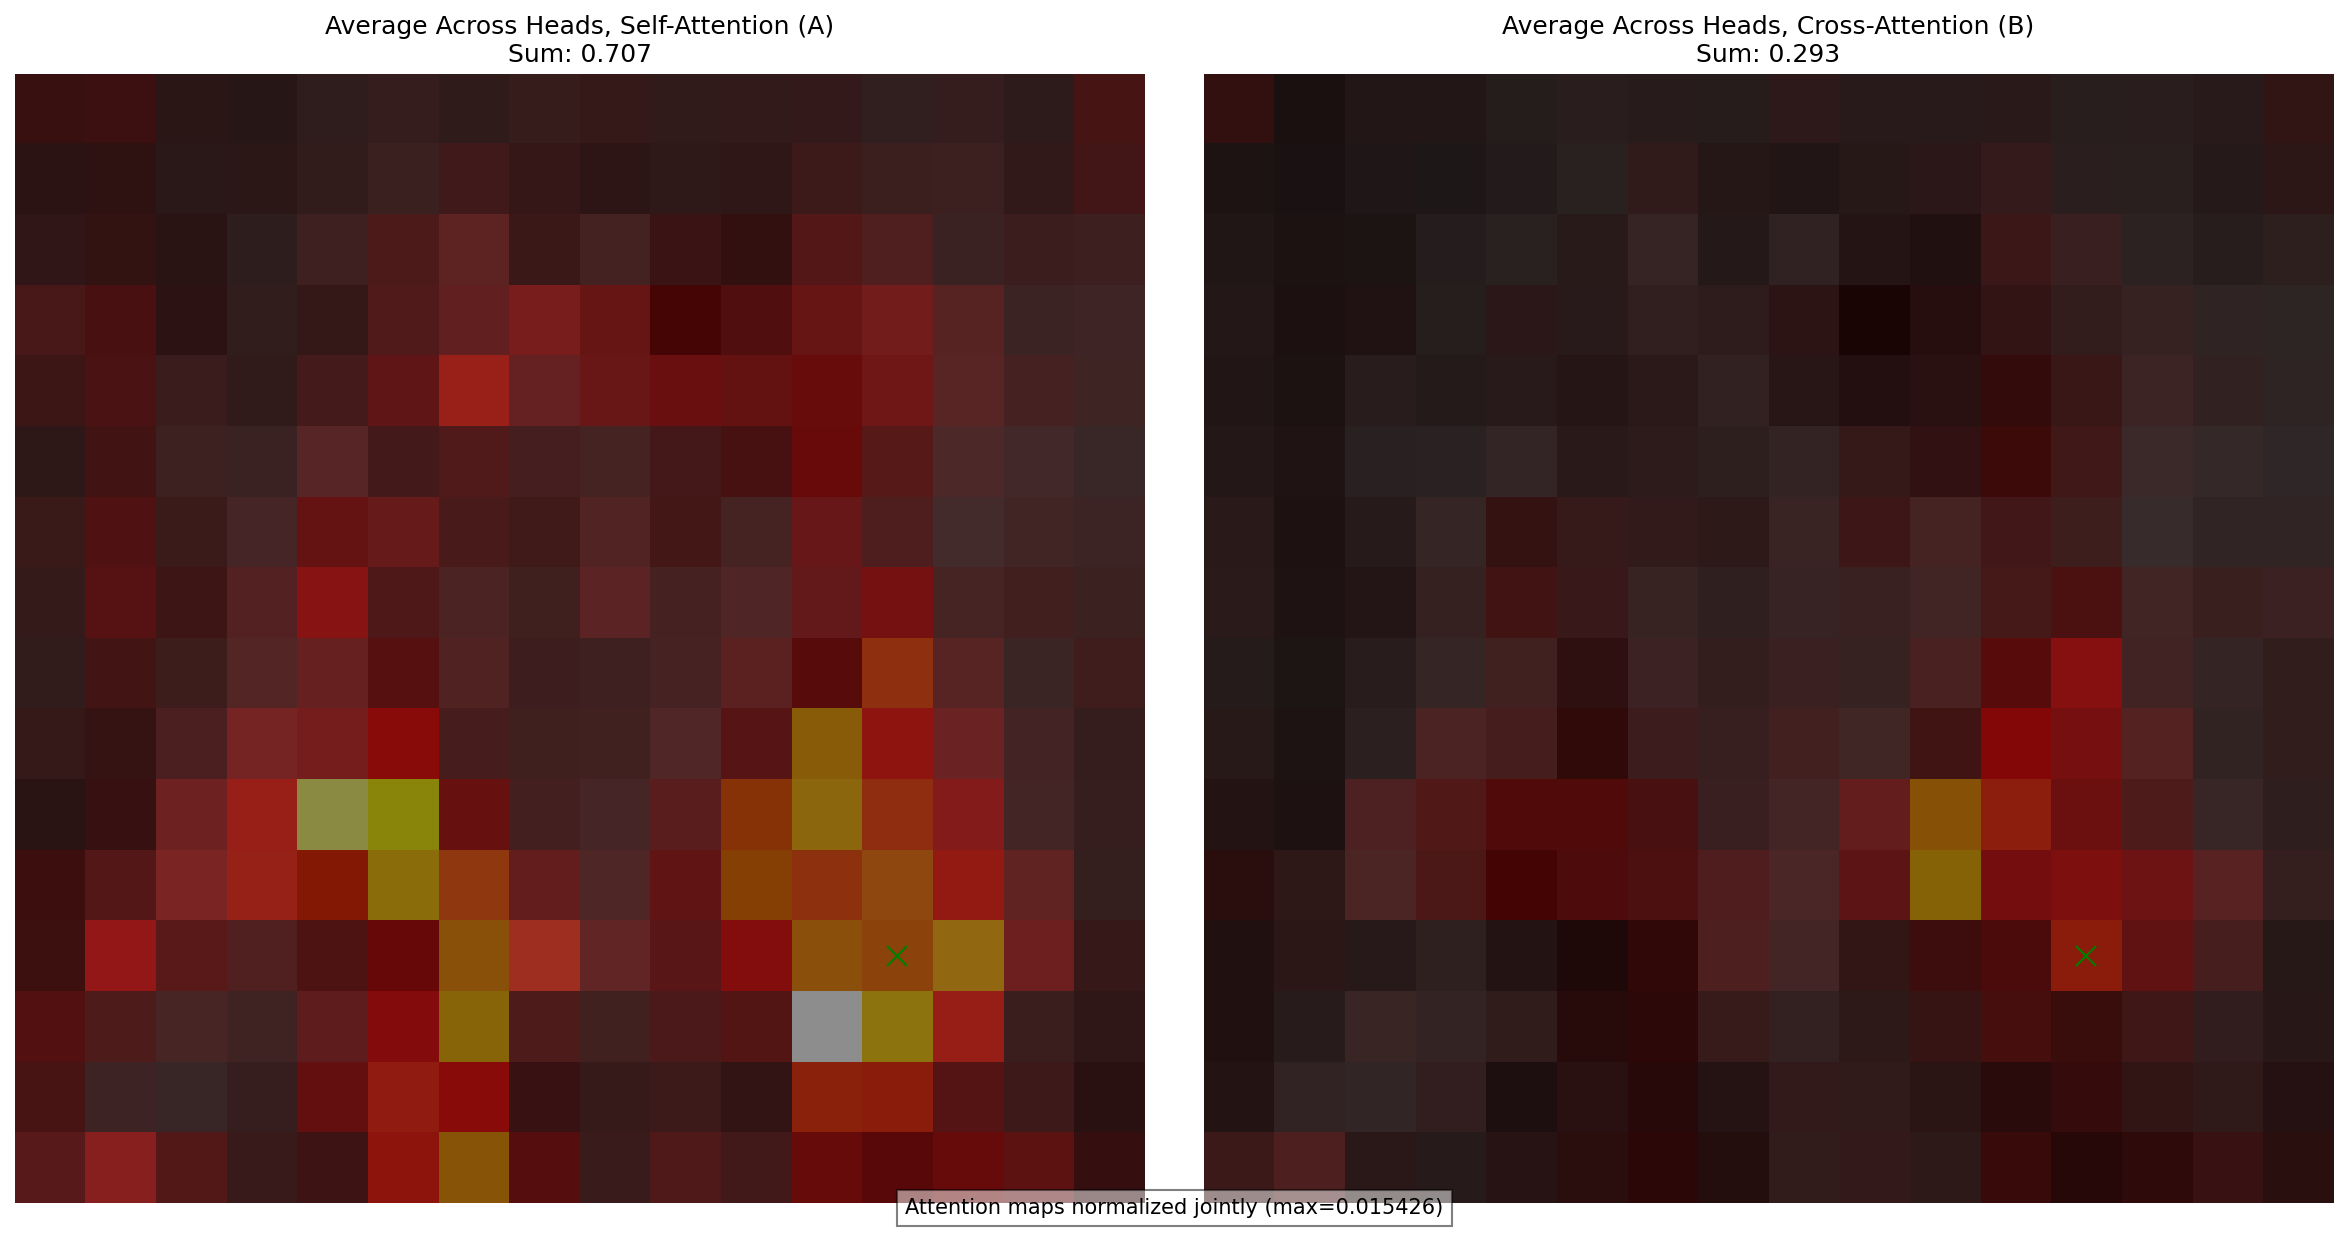 Average Across Heads, Self-Attention (A)
Sum: 0.707
Average Across Heads, Cross-Attention (B)
Sum: 0.293
Attention maps normalized jointly (max=0.015426)